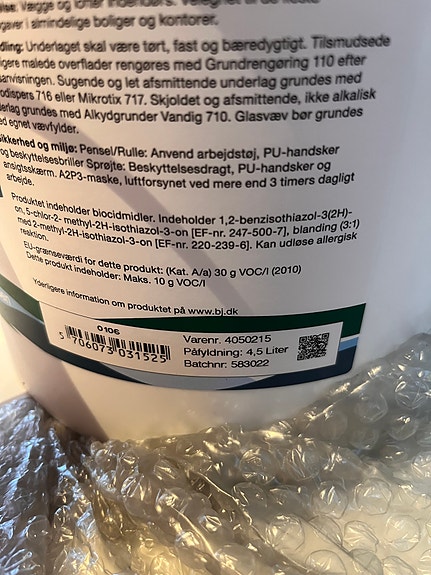 else: Vægge og lofter indendørs. Velegnet til de fleste
opgaver i almindelige boliger og kontorer.
dling: Underlaget skal være tørt, fast og bæredygtigt. Tilsmudsede
ligere malede overflader rengøres med Grundrengøring 110 efter
anvisningen. Sugende og let afsmittende underlag grundes med
odispers 716 eller Mikrotix 717. Skjoldet og afsmittende, ikke alkalisk
erlag grundes med Alkydgrunder Vandig 710. Glasvæv bør grundes
ed egnet vævfylder.
sikkerhed og miljø: Pensel/Rulle: Anvend arbejdstøj, PU-handsker
og beskyttelsesbriller Sprøjte: Beskyttelsesdragt, PU-handsker og
ansigtsskærm. A2P3-maske, luftforsynet ved mere end 3 timers dagligt
arbejde.
Produktet indeholder biocidmidler. Indeholder 1,2-benzisothiazol-3(2H)-
on, 5-chlor-2- methyl-2H-isothiazol-3-on [EF-nr. 247-500-7], blanding (3:1)
med 2-methyl-2H-isothiazol-3-on [EF-nr. 220-239-6]. Kan udløse allergisk
reaktion.
EU-grænseværdi for dette produkt: (Kat. A/a) 30 g VOC/l (2010)
Dette produkt indeholder: Maks. 10 g VOC/l
Yderligere information om produktet på www.bj.dk
0106
5 706073 031525
Varenr. 4050215
Påfyldning: 4,5 Liter
Batchnr: 583022